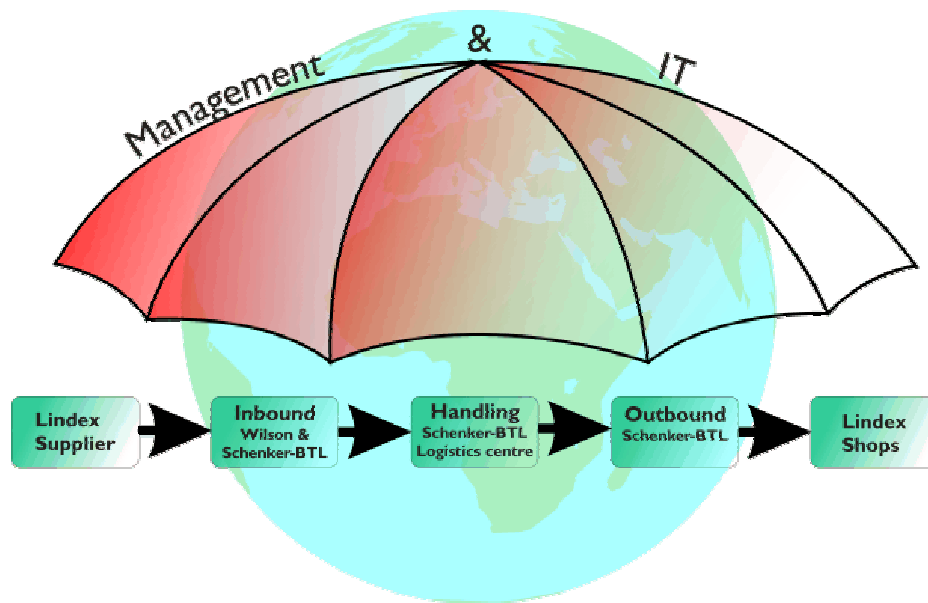 Management & IT
Lindex
Supplier
Inbound
Wilson &
Schenker-BTL
Handling
Schenker-BTL
Logistics centre
Outbound
Schenker-BTL
Lindex
Shops